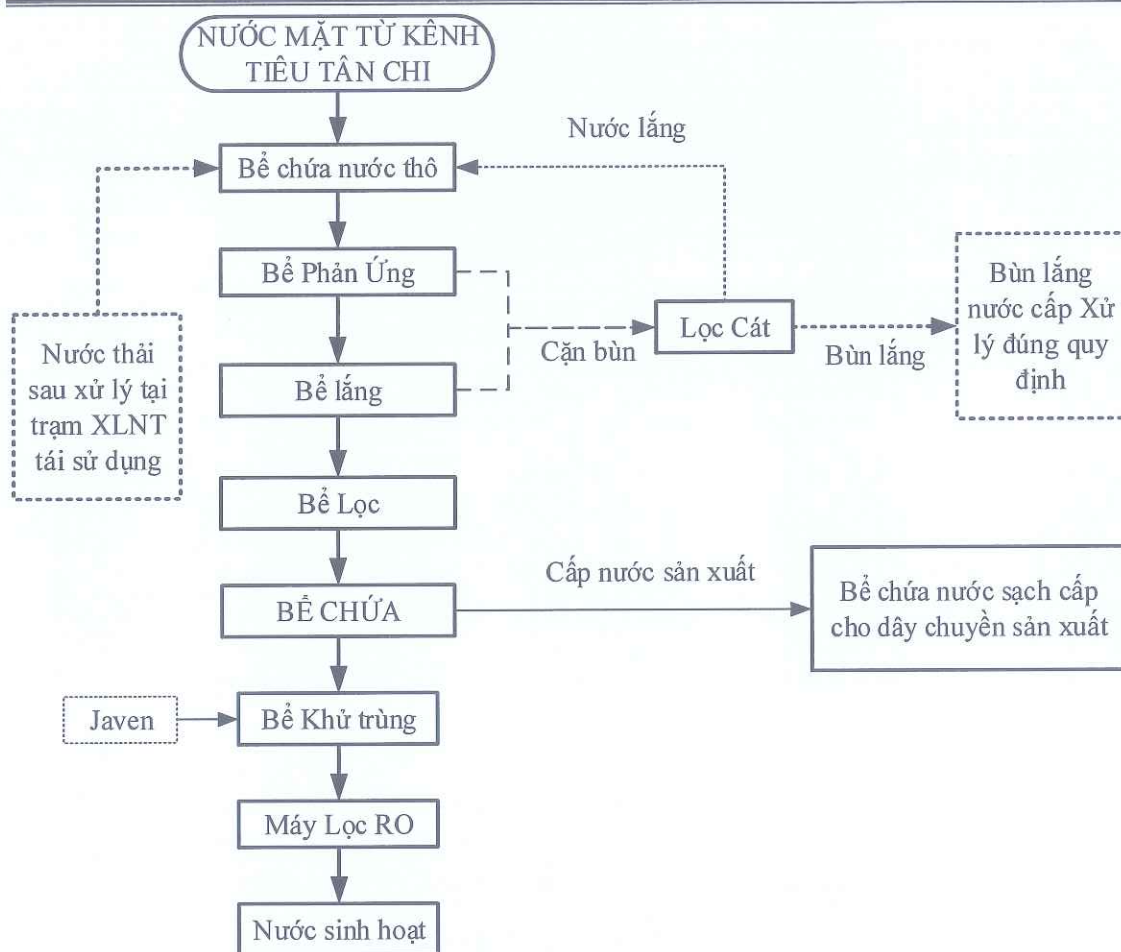 NƯỚC MẶT TỪ KÊNH
TIÊU TÂN CHI
Nước lắng
Bể chứa nước thô
Bể Phản Ứng
Bùn lắng
nước cấp Xử
lý đúng quy
định
Lọc Cát
Cặn bùn
Bùn lắng
Nước thải
sau xử lý tại
trạm XLNT
tái sử dụng
Bể lắng
Bể Lọc
Cấp nước sản xuất
BỂ CHỨA
Bể chứa nước sạch cấp
cho dây chuyền sản xuất
Javen
Bể Khử trùng
Máy Lọc RO
Nước sinh hoạt